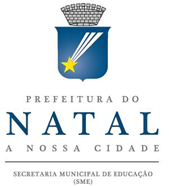 PREFEITURA DO
NATAL
A NOSSA CIDADE
SECRETARIA MUNICIPAL DE EDUCAÇÃO
(SME)